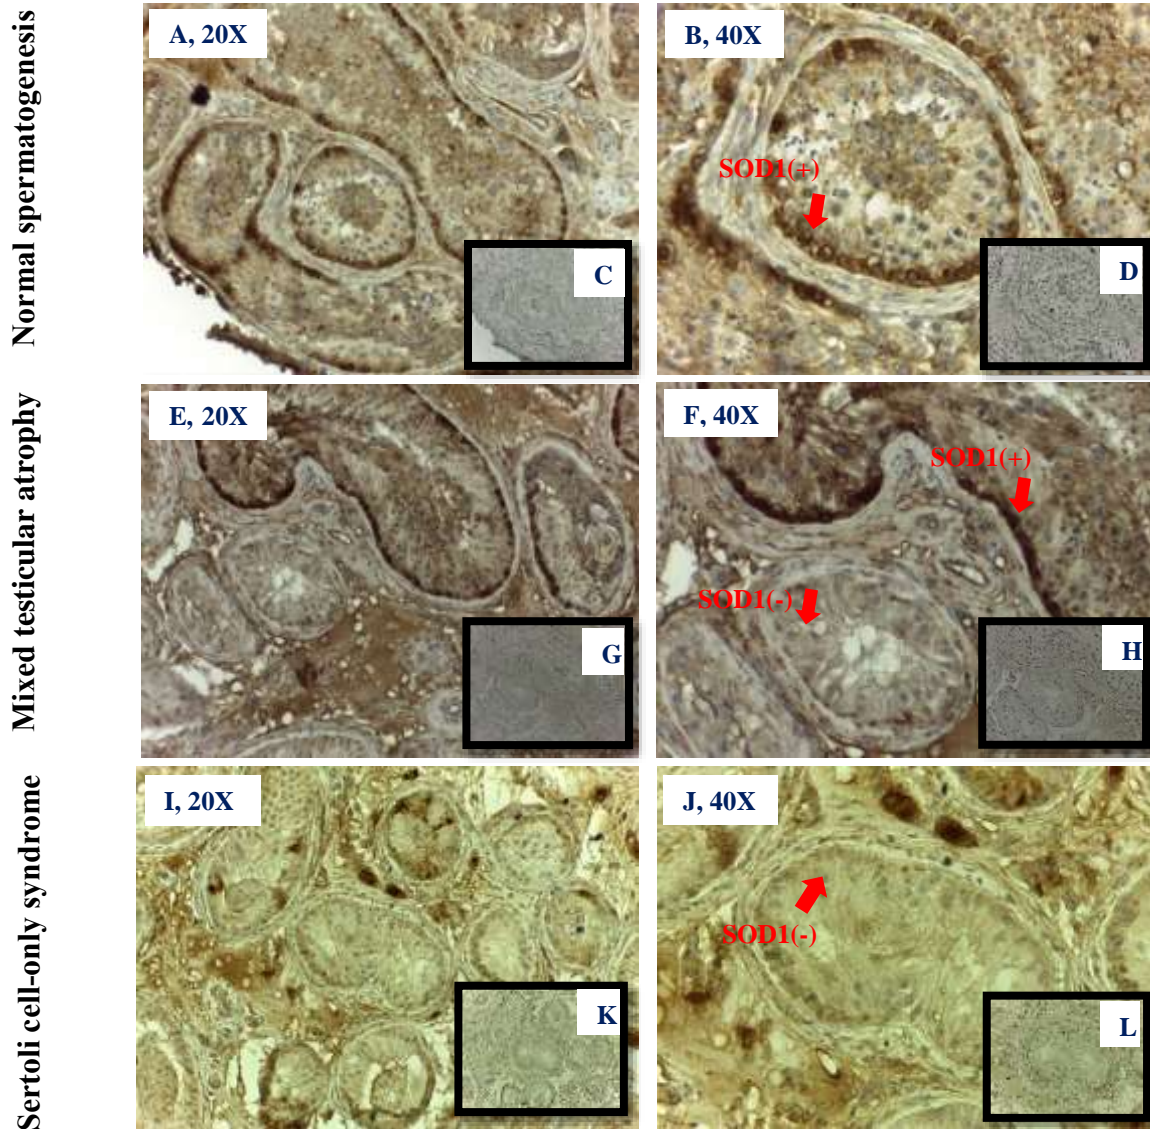 Normal spermatogenesis
A, 20X
B, 40X
SOD1(+)
C
D
Mixed testicular atrophy
E, 20X
F, 40X
SOD1(+)
SOD1(-)
G
H
Sertoli cell-only syndrome
I, 20X
J, 40X
SOD1(-)
K
L